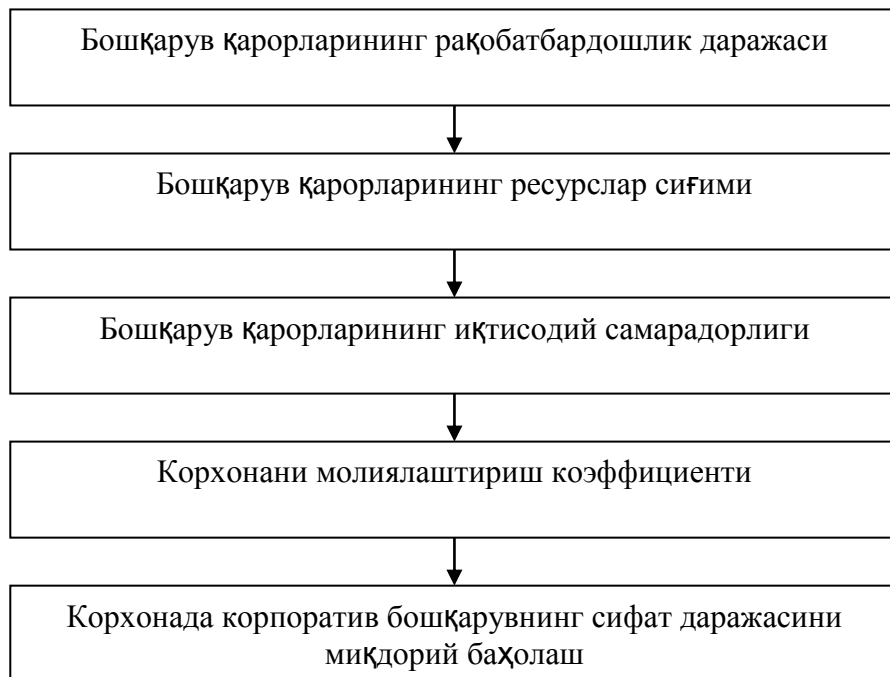 Бошқарув қарорларининг рақобатбардошлик даражаси
Бошқарув қарорларининг ресурслар сиғими
Бошқарув қарорларининг иқтисодий самарадорлиги
Корхонани молиялаштириш коэффициенти
Корхонада корпоратив бошқарувнинг сифат даражасини
миқдорий баҳолаш